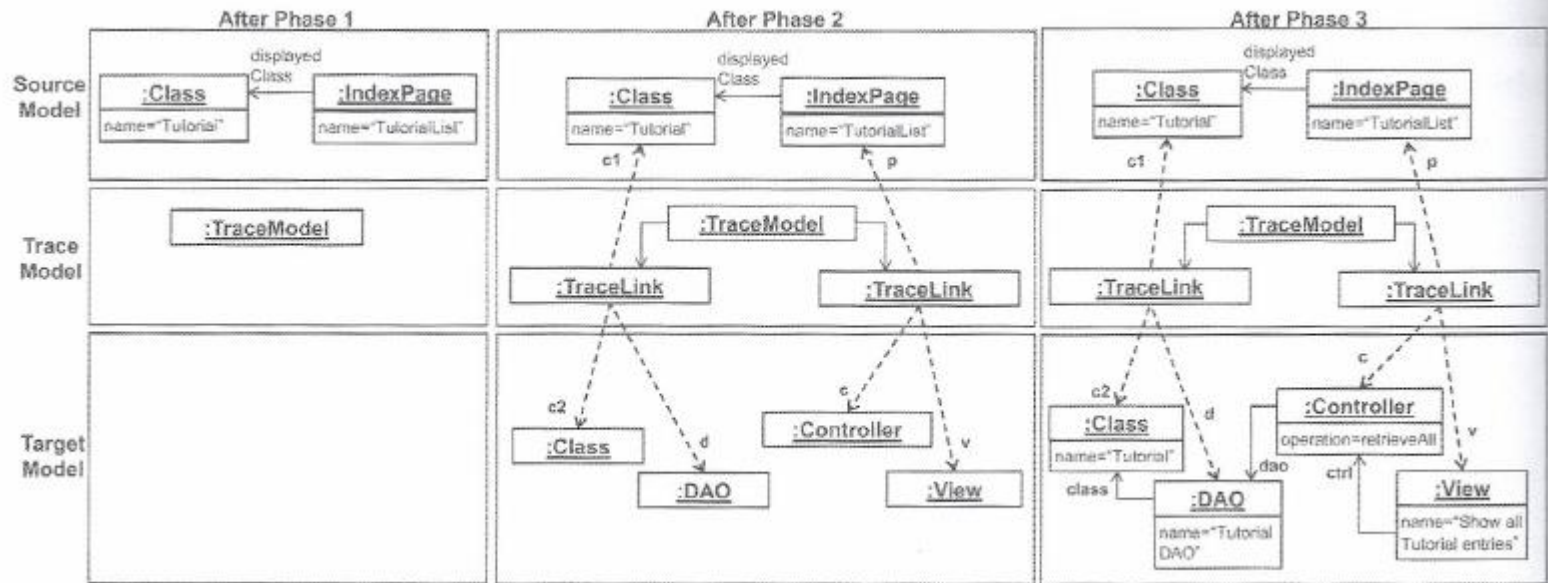 After Phase 1
After Phase 2
After Phase 3
Source
Model
:Class
name="Tutorial"
displayed
Class
:IndexPage
name="TutorialList"
:Class
name="Tutorial"
displayed
Class
:IndexPage
name="TutorialList"
c1
p
:Class
name="Tutorial"
displayed
Class
:IndexPage
name="TutorialList"
c1
p
Trace
Model
:TraceModel
:TraceModel
:TraceLink
:TraceLink
:TraceModel
:TraceLink
:TraceLink
Target
Model
c2
:Class
d
:DAO
c
:Controller
v
:View
c2
:Class
name="Tutorial"
class
d
:DAO
name="Tutorial
DAO"
dao
c
:Controller
operation=retrieveAll
ctrl
v
:View
name="Show all
Tutorial entries"